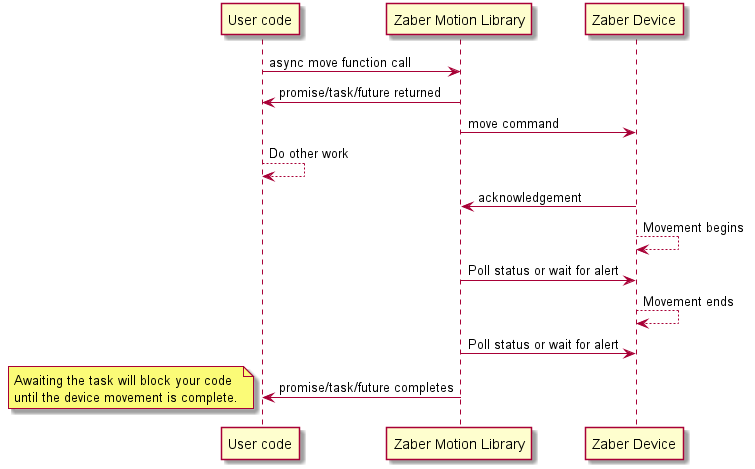 User code
Zaber Motion Library
Zaber Device
async move function call
promise/task/future returned
move command
Do other work
acknowledgement
Movement begins
Poll status or wait for alert
Movement ends
Poll status or wait for alert
Awaiting the task will block your code
until the device movement is complete.
promise/task/future completes
User code
Zaber Motion Library
Zaber Device